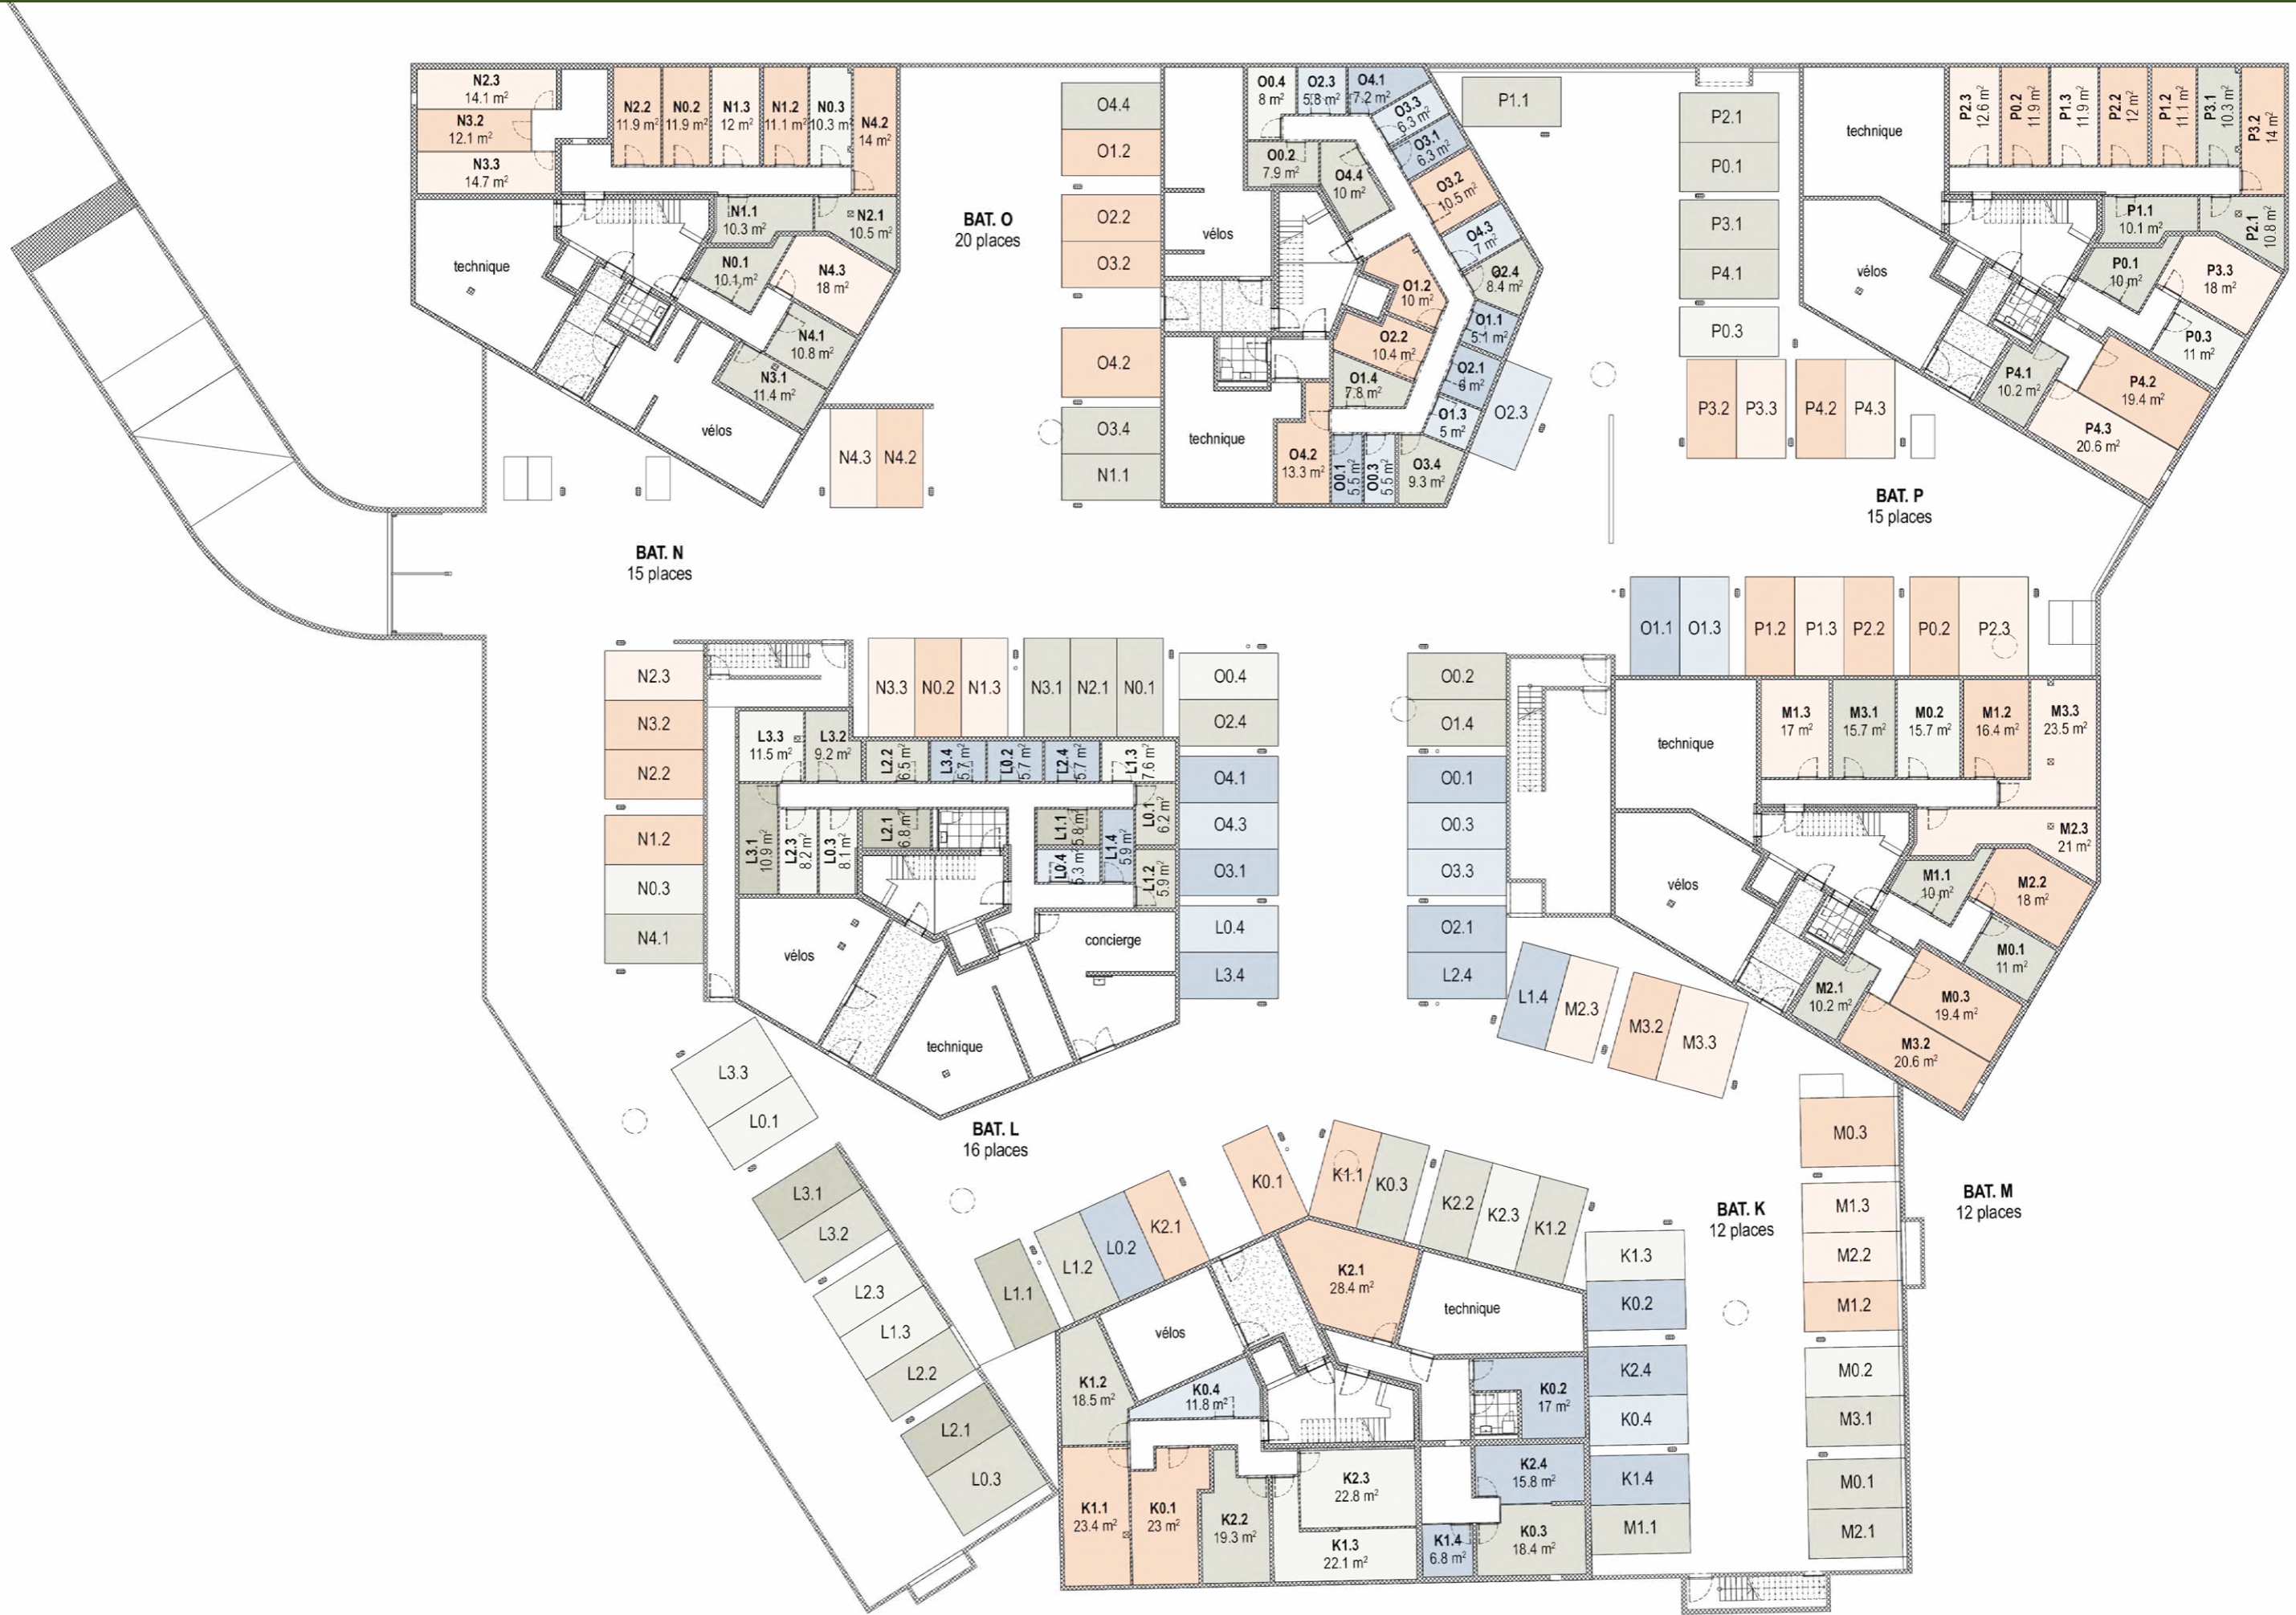 N2.3
14.1 m²
N3.2
12.1 m²
N3.3
14.7 m²
N2.2
11.9 m²
N0.2
11.9 m²
N1.3
12 m²
N1.2
11.1 m²
N0.3
10.3 m²
N4.2
14 m²
N1.1
10.3 m²
N2.1
10.5 m²
N0.1
10.1 m²
N4.3
18 m²
N4.1
10.8 m²
N3.1
11.4 m²
technique
vélos
N4.3
N4.2
BAT. N
15 places
BAT. O
20 places
O4.4
O1.2
O2.2
O3.2
O4.2
O3.4
N1.1
O0.4
8 m²
O2.3
5.8 m²
O4.1
7.2 m²
O3.3
6.3 m²
O3.1
6.3 m²
O0.2
7.9 m²
O4.4
10 m²
O3.2
10.5 m²
O4.3
7 m²
O2.4
8.4 m²
O1.2
10 m²
O2.2
10.4 m²
O1.1
5.1 m²
O2.1
6 m²
O1.4
7.8 m²
O1.3
5 m²
O4.2
13.3 m²
O0.1
5.5 m²
O0.3
5.5 m²
O3.4
9.3 m²
vélos
technique
O2.3
P1.1
P2.1
P0.1
P3.1
P4.1
P0.3
P3.2
P3.3
P4.2
P4.3
technique
vélos
P2.3
12.6 m²
P0.2
11.9 m²
P1.3
11.9 m²
P2.2
12 m²
P1.2
11.1 m²
P3.1
10.3 m²
P3.2
14 m²
P1.1
10.1 m²
P2.1
10.8 m²
P0.1
10 m²
P3.3
18 m²
P0.3
11 m²
P4.1
10.2 m²
P4.2
19.4 m²
P4.3
20.6 m²
BAT. P
15 places
O1.1
O1.3
P1.2
P1.3
P2.2
P0.2
P2.3
N2.3
N3.2
N2.2
N1.2
N0.3
N4.1
N3.3
N0.2
N1.3
N3.1
N2.1
N0.1
O0.4
O2.4
O4.1
O4.3
O3.1
L0.4
L3.4
L3.3
11.5 m²
L3.2
9.2 m²
L2.2
6.5 m²
L3.4
5.7 m²
L0.2
5.7 m²
L2.4
5.7 m²
L1.3
7.6 m²
L3.1
10.9 m²
L2.3
8.2 m²
L0.3
8.1 m²
L2.1
6.8 m²
L1.1
5.8 m²
L0.4
5.3 m²
L1.4
5.9 m²
L0.1
6.2 m²
L1.2
5.9 m²
vélos
concierge
technique
O0.2
O1.4
O0.1
O0.3
O3.3
O2.1
L2.4
L1.4
M2.3
M3.2
M3.3
technique
vélos
M1.3
17 m²
M3.1
15.7 m²
M0.2
15.7 m²
M1.2
16.4 m²
M3.3
23.5 m²
M2.3
21 m²
M1.1
10 m²
M2.2
18 m²
M0.1
11 m²
M2.1
10.2 m²
M0.3
19.4 m²
M3.2
20.6 m²
L3.3
L0.1
L3.1
L3.2
L2.3
L1.3
L2.2
L2.1
L0.3
BAT. L
16 places
L1.1
L1.2
L0.2
K2.1
K0.1
K1.1
K0.3
K2.2
K2.3
K1.2
BAT. K
12 places
BAT. M
12 places
K1.3
K0.2
K2.4
K0.4
K1.4
M1.1
M0.3
M1.3
M2.2
M1.2
M0.2
M3.1
M0.1
M2.1
K2.1
28.4 m²
technique
vélos
K1.2
18.5 m²
K0.4
11.8 m²
K0.2
17 m²
K1.1
23.4 m²
K0.1
23 m²
K2.2
19.3 m²
K2.3
22.8 m²
K1.3
22.1 m²
K2.4
15.8 m²
K1.4
6.8 m²
K0.3
18.4 m²